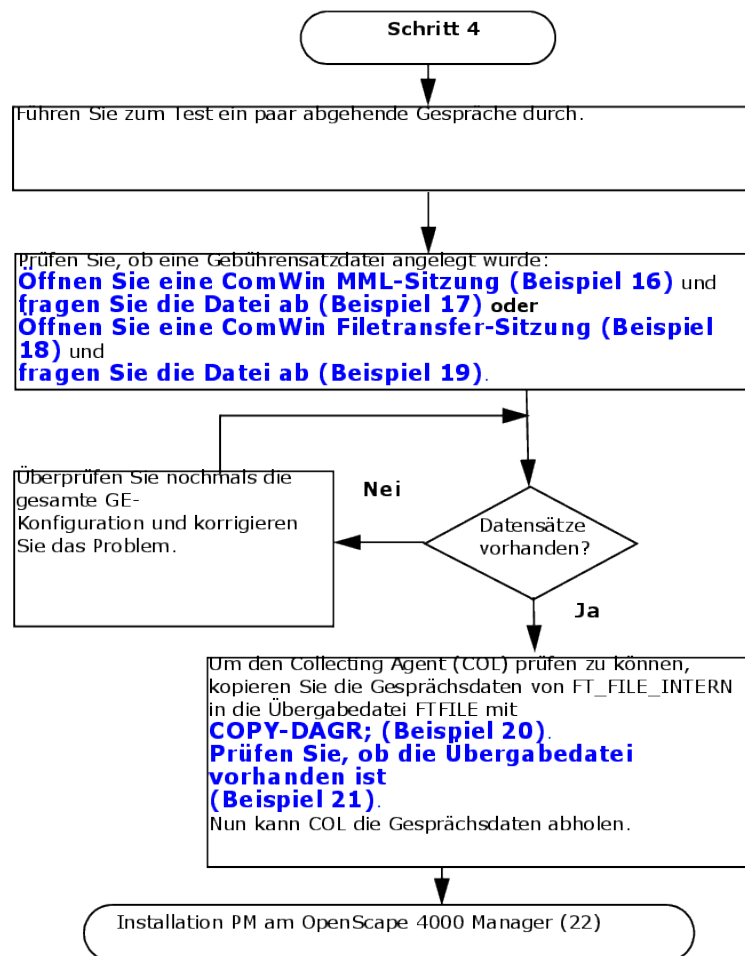 Schritt 4
Führen Sie zum Test ein paar abgehende Gespräche durch.
Prüfen Sie, ob eine Gebührensatzdatei angelegt wurde:
Öffnen Sie eine ComWin MML-Sitzung (Beispiel 16) und
fragen Sie die Datei ab (Beispiel 17) oder
Öffnen Sie eine ComWin Filetransfer-Sitzung (Beispiel
18) und
fragen Sie die Datei ab (Beispiel 19).
Überprüfen Sie nochmals die
gesamte GE-
Konfiguration und korrigieren
Sie das Problem.
Nei
Datensätze
vorhanden?
Ja
Um den Collecting Agent (COL) prüfen zu können,
kopieren Sie die Gesprächsdaten von FT_FILE_INTERN
in die Übergabedatei FTFILE mit
COPY-DAGR; (Beispiel 20).
Prüfen Sie, ob die Übergabedatei
vorhanden ist
(Beispiel 21).
Nun kann COL die Gesprächsdaten abholen.
Installation PM am OpenScape 4000 Manager (22)